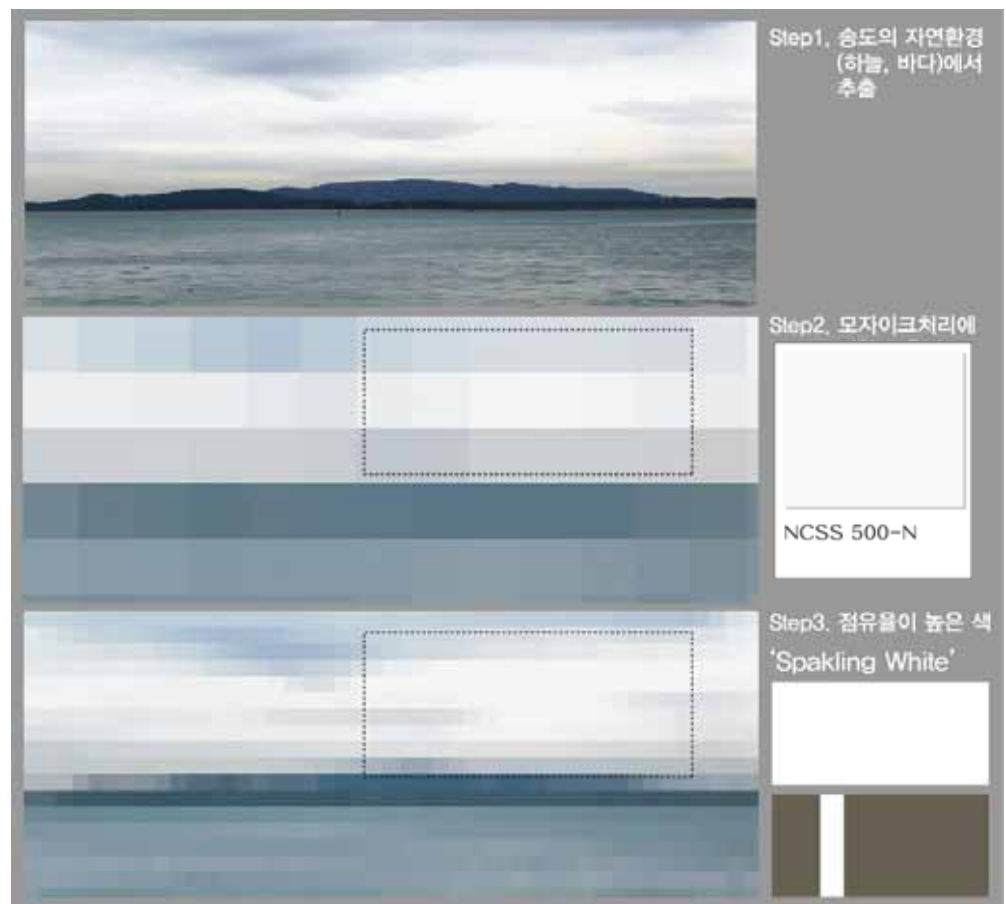 Step1. 송도의 자연환경
(하늘, 바다)에서
추출
Step2. 모자이크처리에
NCSS 500-N
Step3. 점유율이 높은 색
'Spakling White'